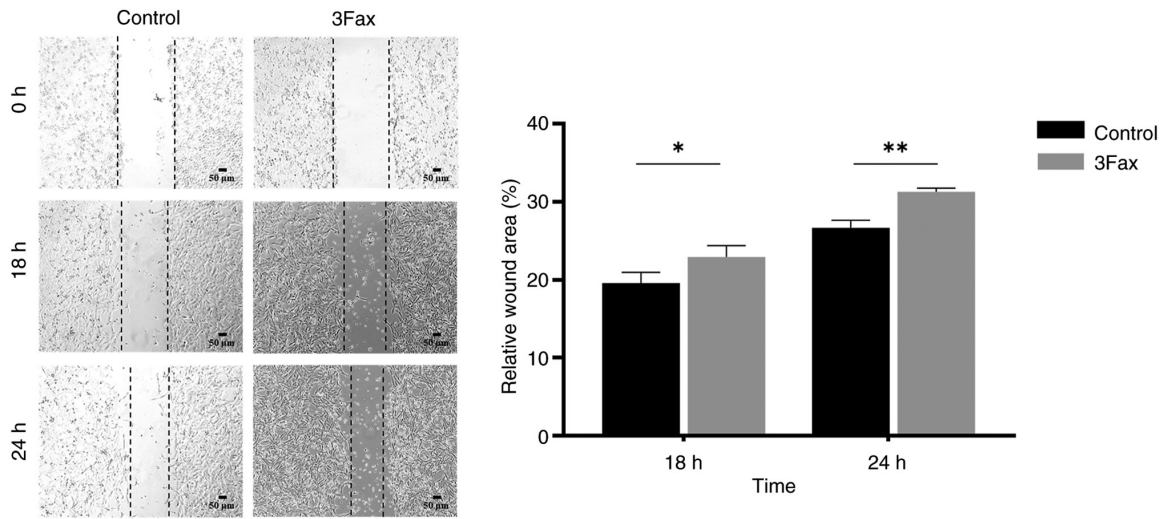 Control 3Fax
0 h
50 µm 50 µm
18 h
50 µm 50 µm
24 h
50 µm 50 µm
Relative wound area (%)
40
30
20
10
0
* **
18 h 24 h
Time
Control
3Fax